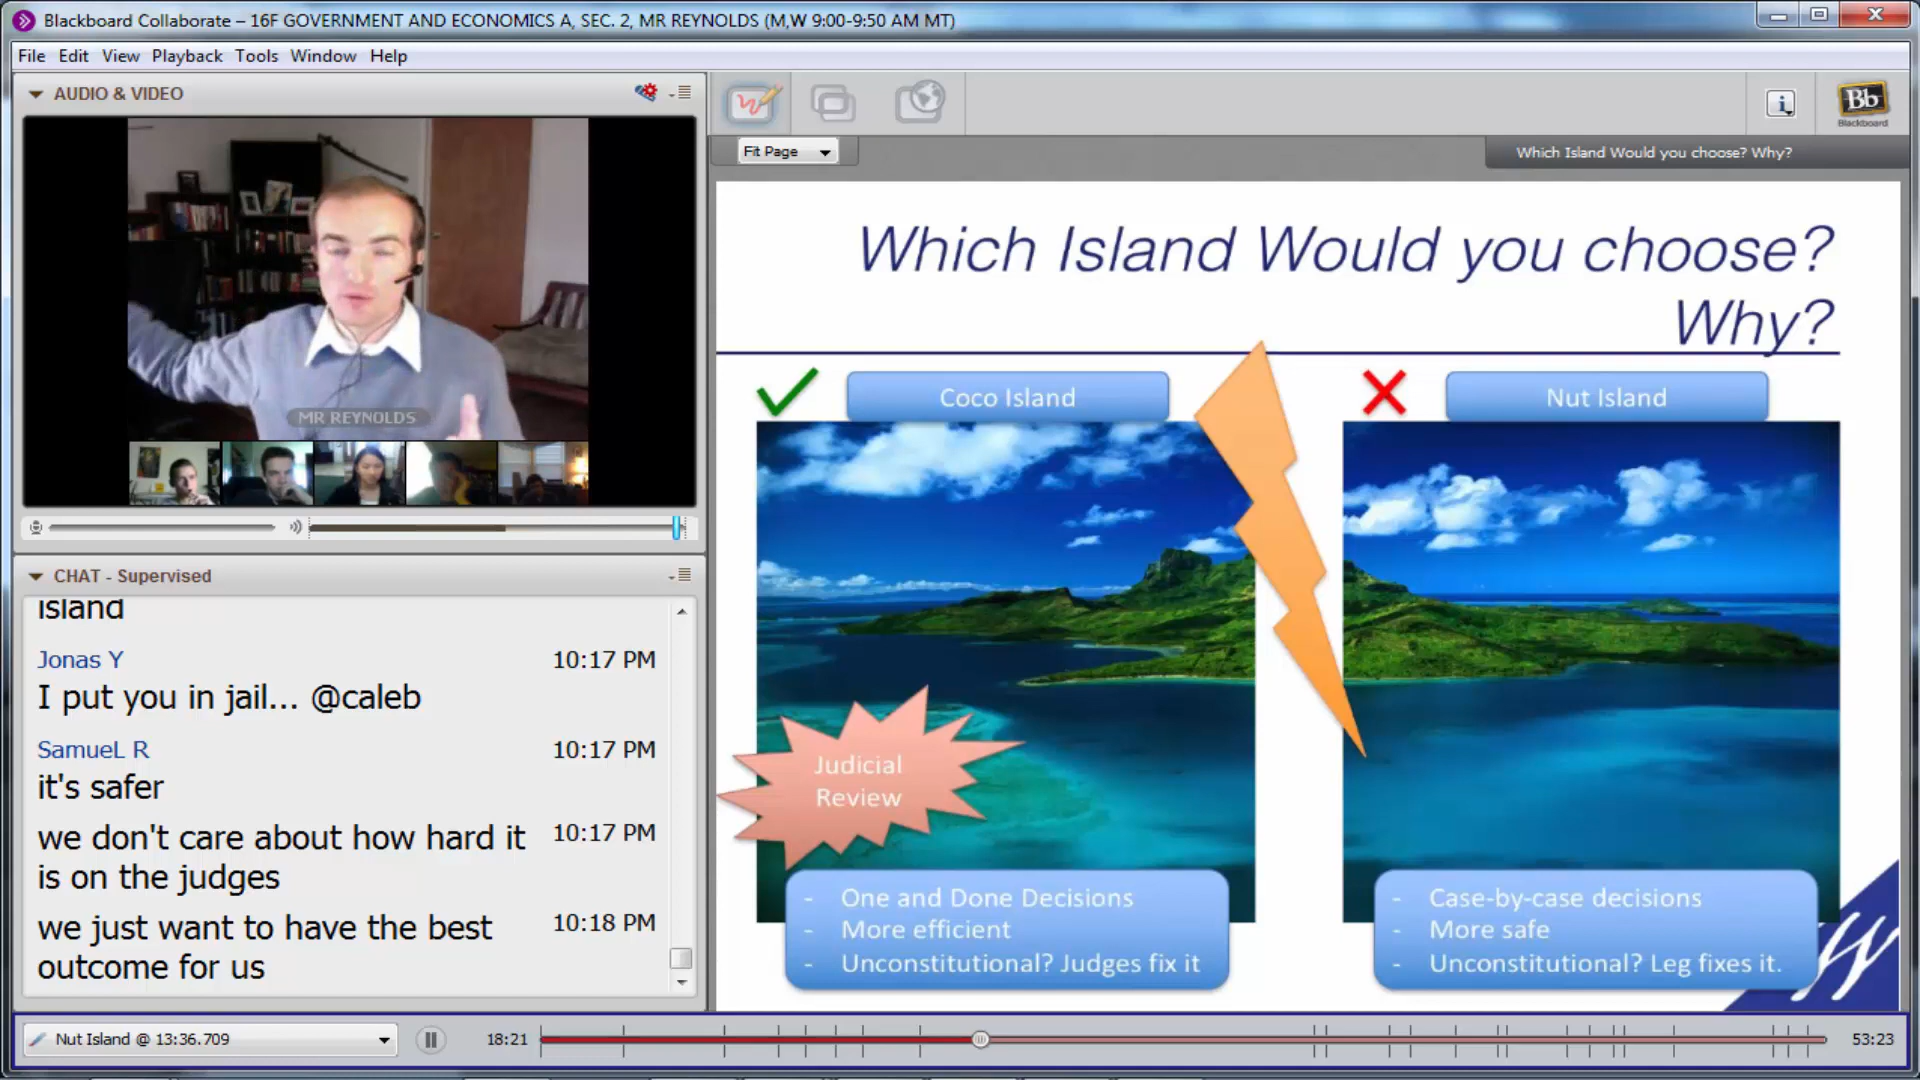 Blackboard Collaborate – 16F GOVERNMENT AND ECONOMICS A, SEC. 2, MR REYNOLDS (M,W 9:00-9:50 AM MT)
File Edit View Playback Tools Window Help
AUDIO & VIDEO
MR REYNOLDS
CHAT - Supervised
island
Jonas Y 10:17 PM
I put you in jail... @caleb
SamueL R 10:17 PM
it's safer
we don't care about how hard it 10:17 PM
is on the judges
we just want to have the best 10:18 PM
outcome for us
Bb
Blackboard
Fit Page
Which Island Would you choose? Why?
Which Island Would you choose?
Why?
Coco Island
Nut Island
Judicial
Review
- One and Done Decisions
- More efficient
- Unconstitutional? Judges fix it
- Case-by-case decisions
- More safe
- Unconstitutional? Leg fixes it.
W
Nut Island @ 13:36.709
18:21
53:23